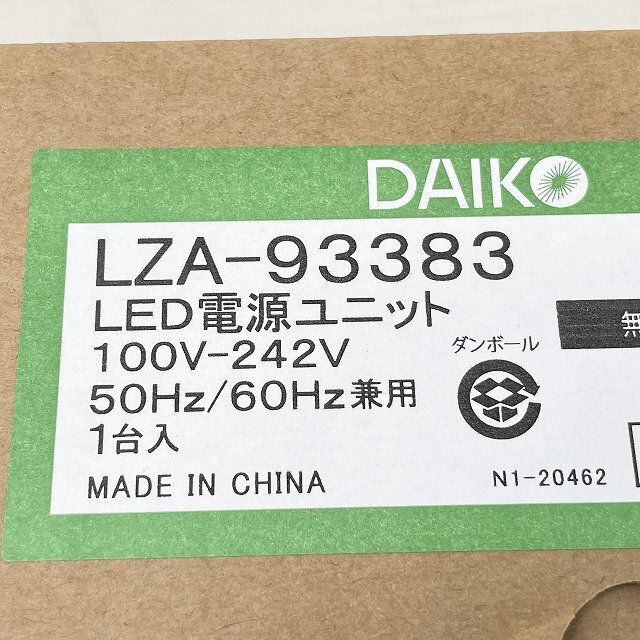 DAIKO
LZA-93383
LED電源ユニット
100V-242V
50Hz/60Hz兼用
1台入
MADE IN CHINA
ダンボール
無
N1-20462